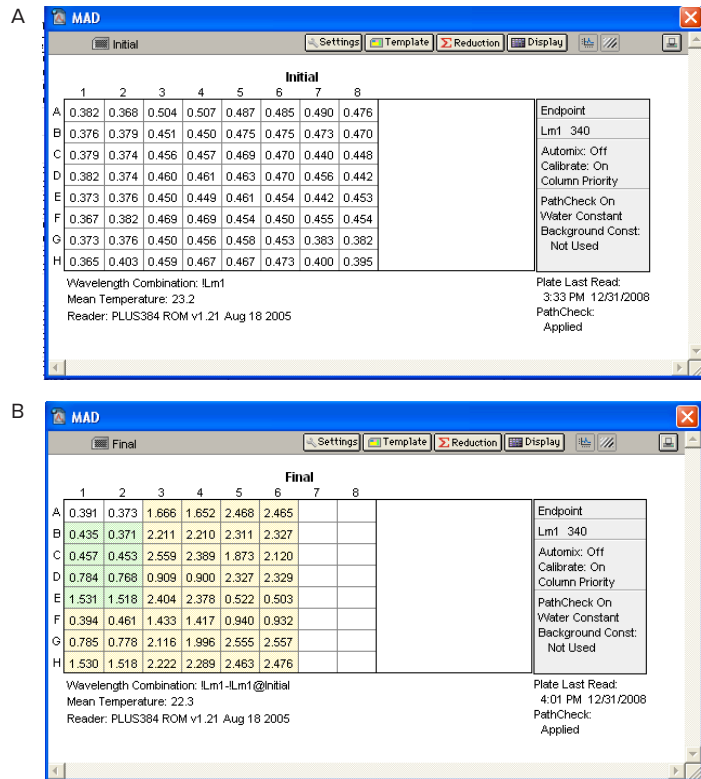 A
MAD
Initial Settings Template Reduction Display
Initial
1 2 3 4 5 6 7 8
A 0.382 0.368 0.504 0.507 0.487 0.485 0.490 0.476
B 0.376 0.379 0.451 0.450 0.475 0.475 0.473 0.470
C 0.379 0.374 0.456 0.457 0.469 0.470 0.440 0.448
D 0.382 0.374 0.460 0.461 0.463 0.470 0.456 0.442
E 0.373 0.376 0.450 0.449 0.461 0.454 0.442 0.453
F 0.367 0.382 0.469 0.469 0.454 0.450 0.455 0.454
G 0.373 0.376 0.450 0.456 0.458 0.453 0.383 0.382
H 0.365 0.403 0.459 0.467 0.467 0.473 0.400 0.395
Endpoint
Lm1 340
Automix: Off
Calibrate: On
Column Priority
PathCheck On
Water Constant
Background Const:
Not Used
Wavelength Combination: !Lm1
Mean Temperature: 23.2
Reader: PLUS384 ROM v1.21 Aug 18 2005
Plate Last Read:
3:33 PM 12/31/2008
PathCheck:
Applied
B
MAD
Final Settings Template Reduction Display
Final
1 2 3 4 5 6 7 8
A 0.391 0.373 1.666 1.652 2.468 2.465
B 0.435 0.371 2.211 2.210 2.311 2.327
C 0.457 0.453 2.559 2.389 1.873 2.120
D 0.784 0.768 0.909 0.900 2.327 2.329
E 1.531 1.518 2.404 2.378 0.522 0.503
F 0.394 0.461 1.433 1.417 0.940 0.932
G 0.785 0.778 2.116 1.996 2.555 2.557
H 1.530 1.518 2.222 2.289 2.463 2.476
Endpoint
Lm1 340
Automix: Off
Calibrate: On
Column Priority
PathCheck On
Water Constant
Background Const:
Not Used
Wavelength Combination: !Lm1-!Lm1@Initial
Mean Temperature: 22.3
Reader: PLUS384 ROM v1.21 Aug 18 2005
Plate Last Read:
4:01 PM 12/31/2008
PathCheck:
Applied